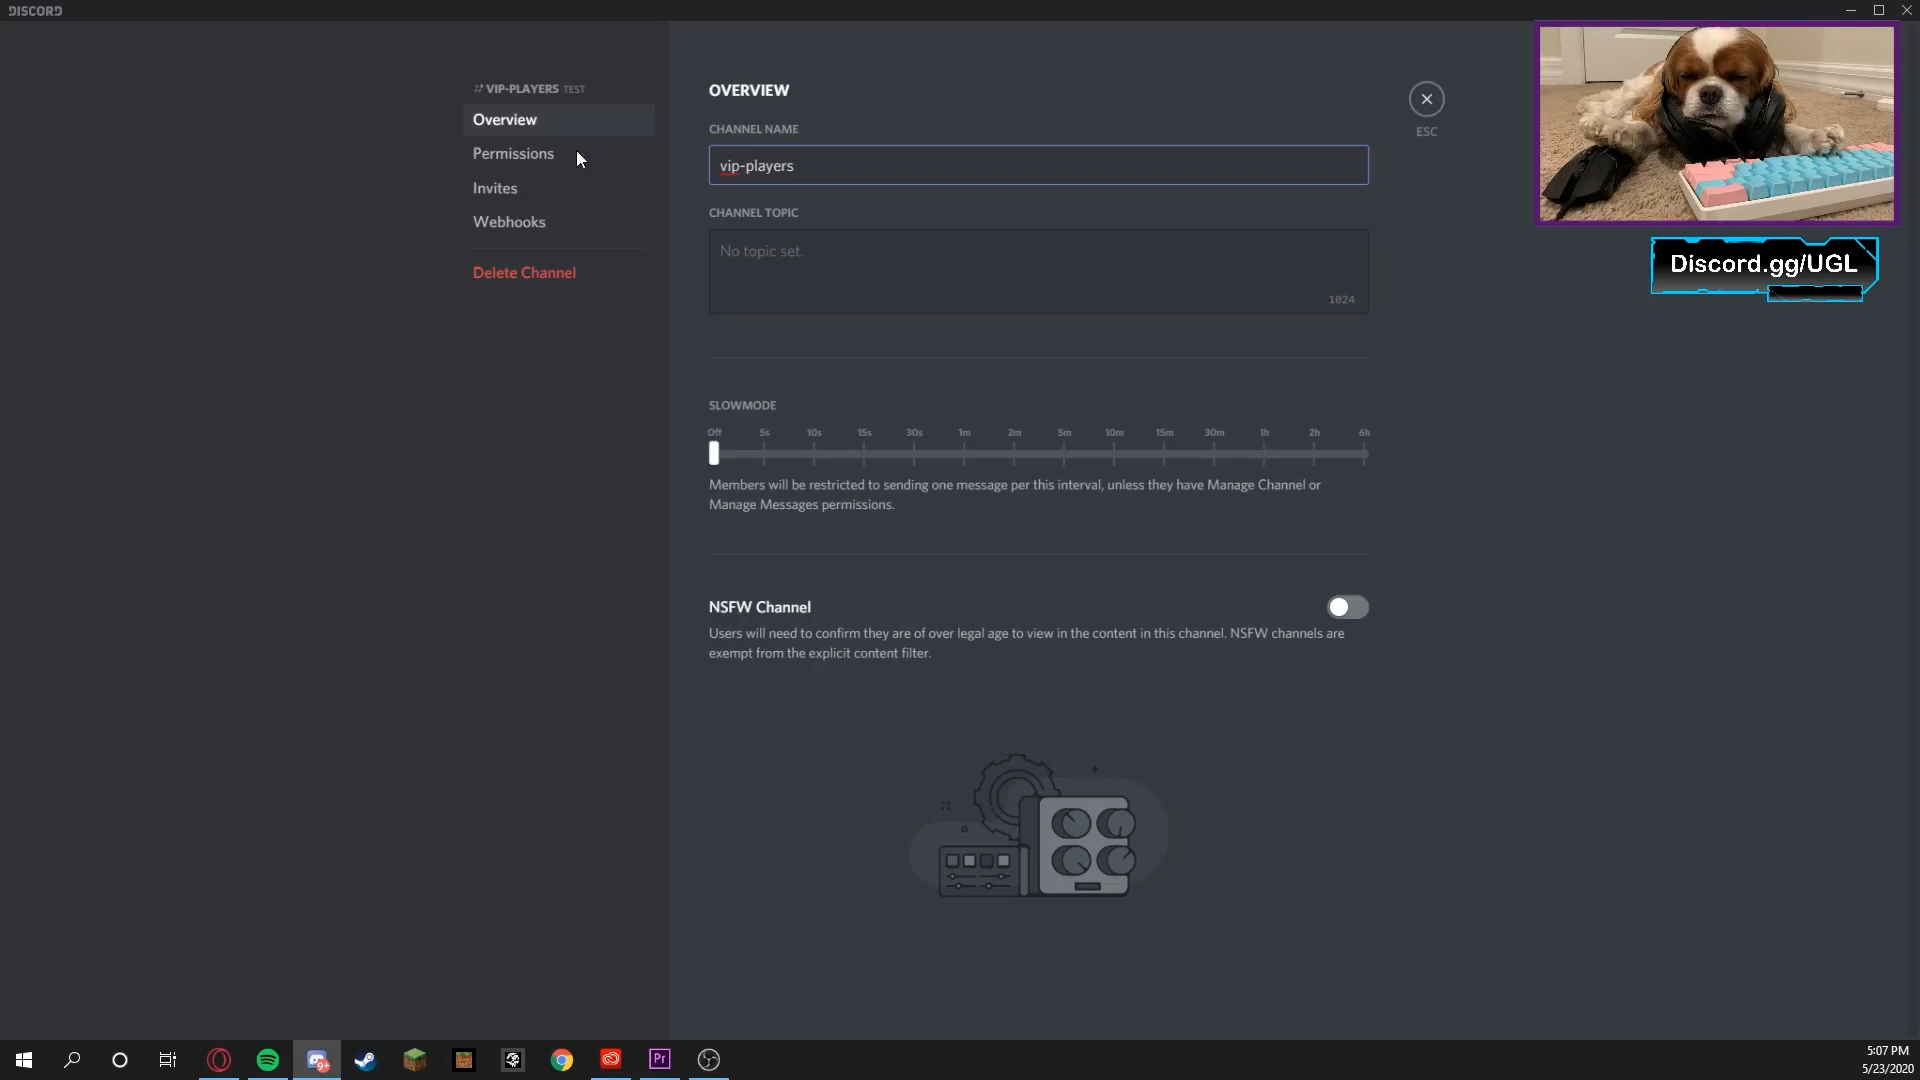 DISCORD
VIP-PLAYERS TEST
Overview
Permissions
Invites
Webhooks
Delete Channel
OVERVIEW
CHANNEL NAME
vip-players
CHANNEL TOPIC
No topic set.
1024
SLOWMODE
Off 5s 10s 15s 30s 1m 2m 5m 10m 15m 30m 1h 2h 6h
Members will be restricted to sending one message per this interval, unless they have Manage Channel or
Manage Messages permissions.
NSFW Channel
Users will need to confirm they are of over legal age to view in the content in this channel. NSFW channels are
exempt from the explicit content filter.
ESC
Discord.gg/UGL
9+
Pr
5:07 PM
5/23/2020